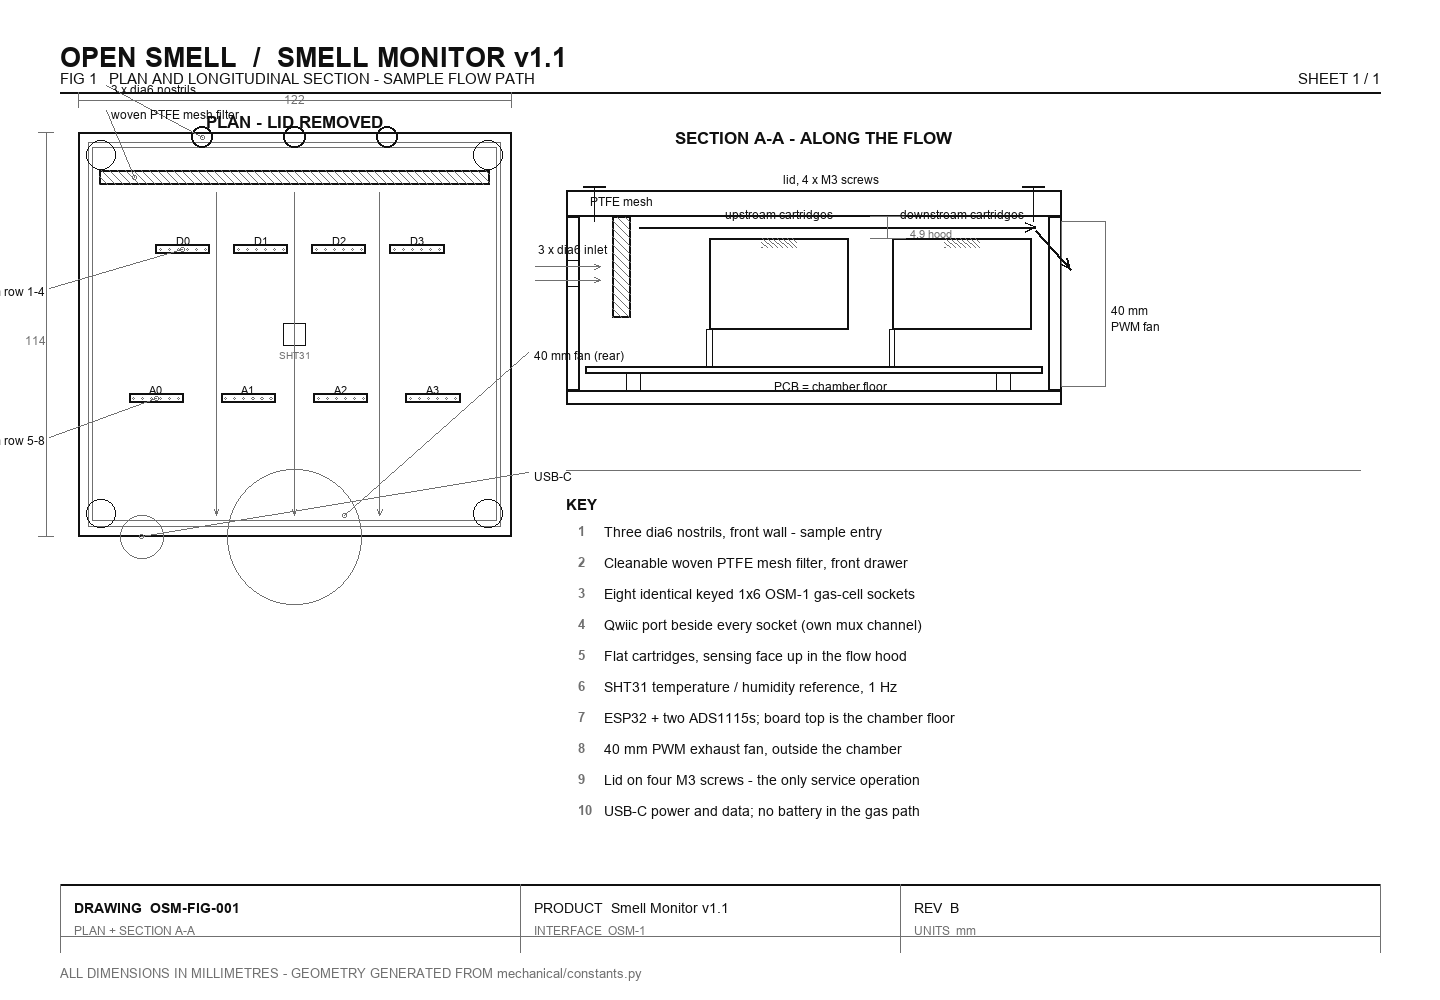 OPEN SMELL / SMELL MONITOR v1.1
FIG 1 PLAN AND LONGITUDINAL SECTION - SAMPLE FLOW PATH
SHEET 1 / 1
3 x dia6 nostrils
122
woven PTFE mesh filter
PLAN - LID REMOVED
D0 D1 D2 D3
row 1-4
114
SHT31
A0 A1 A2 A3
row 5-8
40 mm fan (rear)
USB-C
SECTION A-A - ALONG THE FLOW
lid, 4 x M3 screws
PTFE mesh
upstream cartridges
downstream cartridges
4.9 hood
3 x dia6 inlet
40 mm
PWM fan
PCB = chamber floor
KEY
1 Three dia6 nostrils, front wall - sample entry
2 Cleanable woven PTFE mesh filter, front drawer
3 Eight identical keyed 1x6 OSM-1 gas-cell sockets
4 Qwiic port beside every socket (own mux channel)
5 Flat cartridges, sensing face up in the flow hood
6 SHT31 temperature / humidity reference, 1 Hz
7 ESP32 + two ADS1115s; board top is the chamber floor
8 40 mm PWM exhaust fan, outside the chamber
9 Lid on four M3 screws - the only service operation
10 USB-C power and data; no battery in the gas path
DRAWING OSM-FIG-001
PLAN + SECTION A-A
PRODUCT Smell Monitor v1.1
INTERFACE OSM-1
REV B
UNITS mm
ALL DIMENSIONS IN MILLIMETRES - GEOMETRY GENERATED FROM mechanical/constants.py